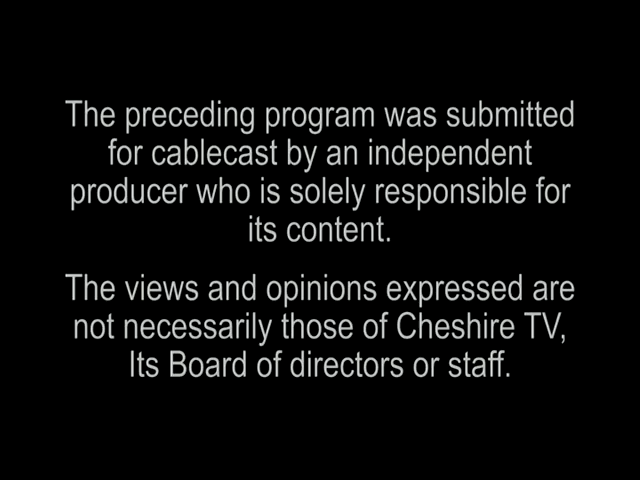 The preceding program was submitted
for cablecast by an independent
producer who is solely responsible for
its content.
The views and opinions expressed are
not necessarily those of Cheshire TV,
Its Board of directors or staff.